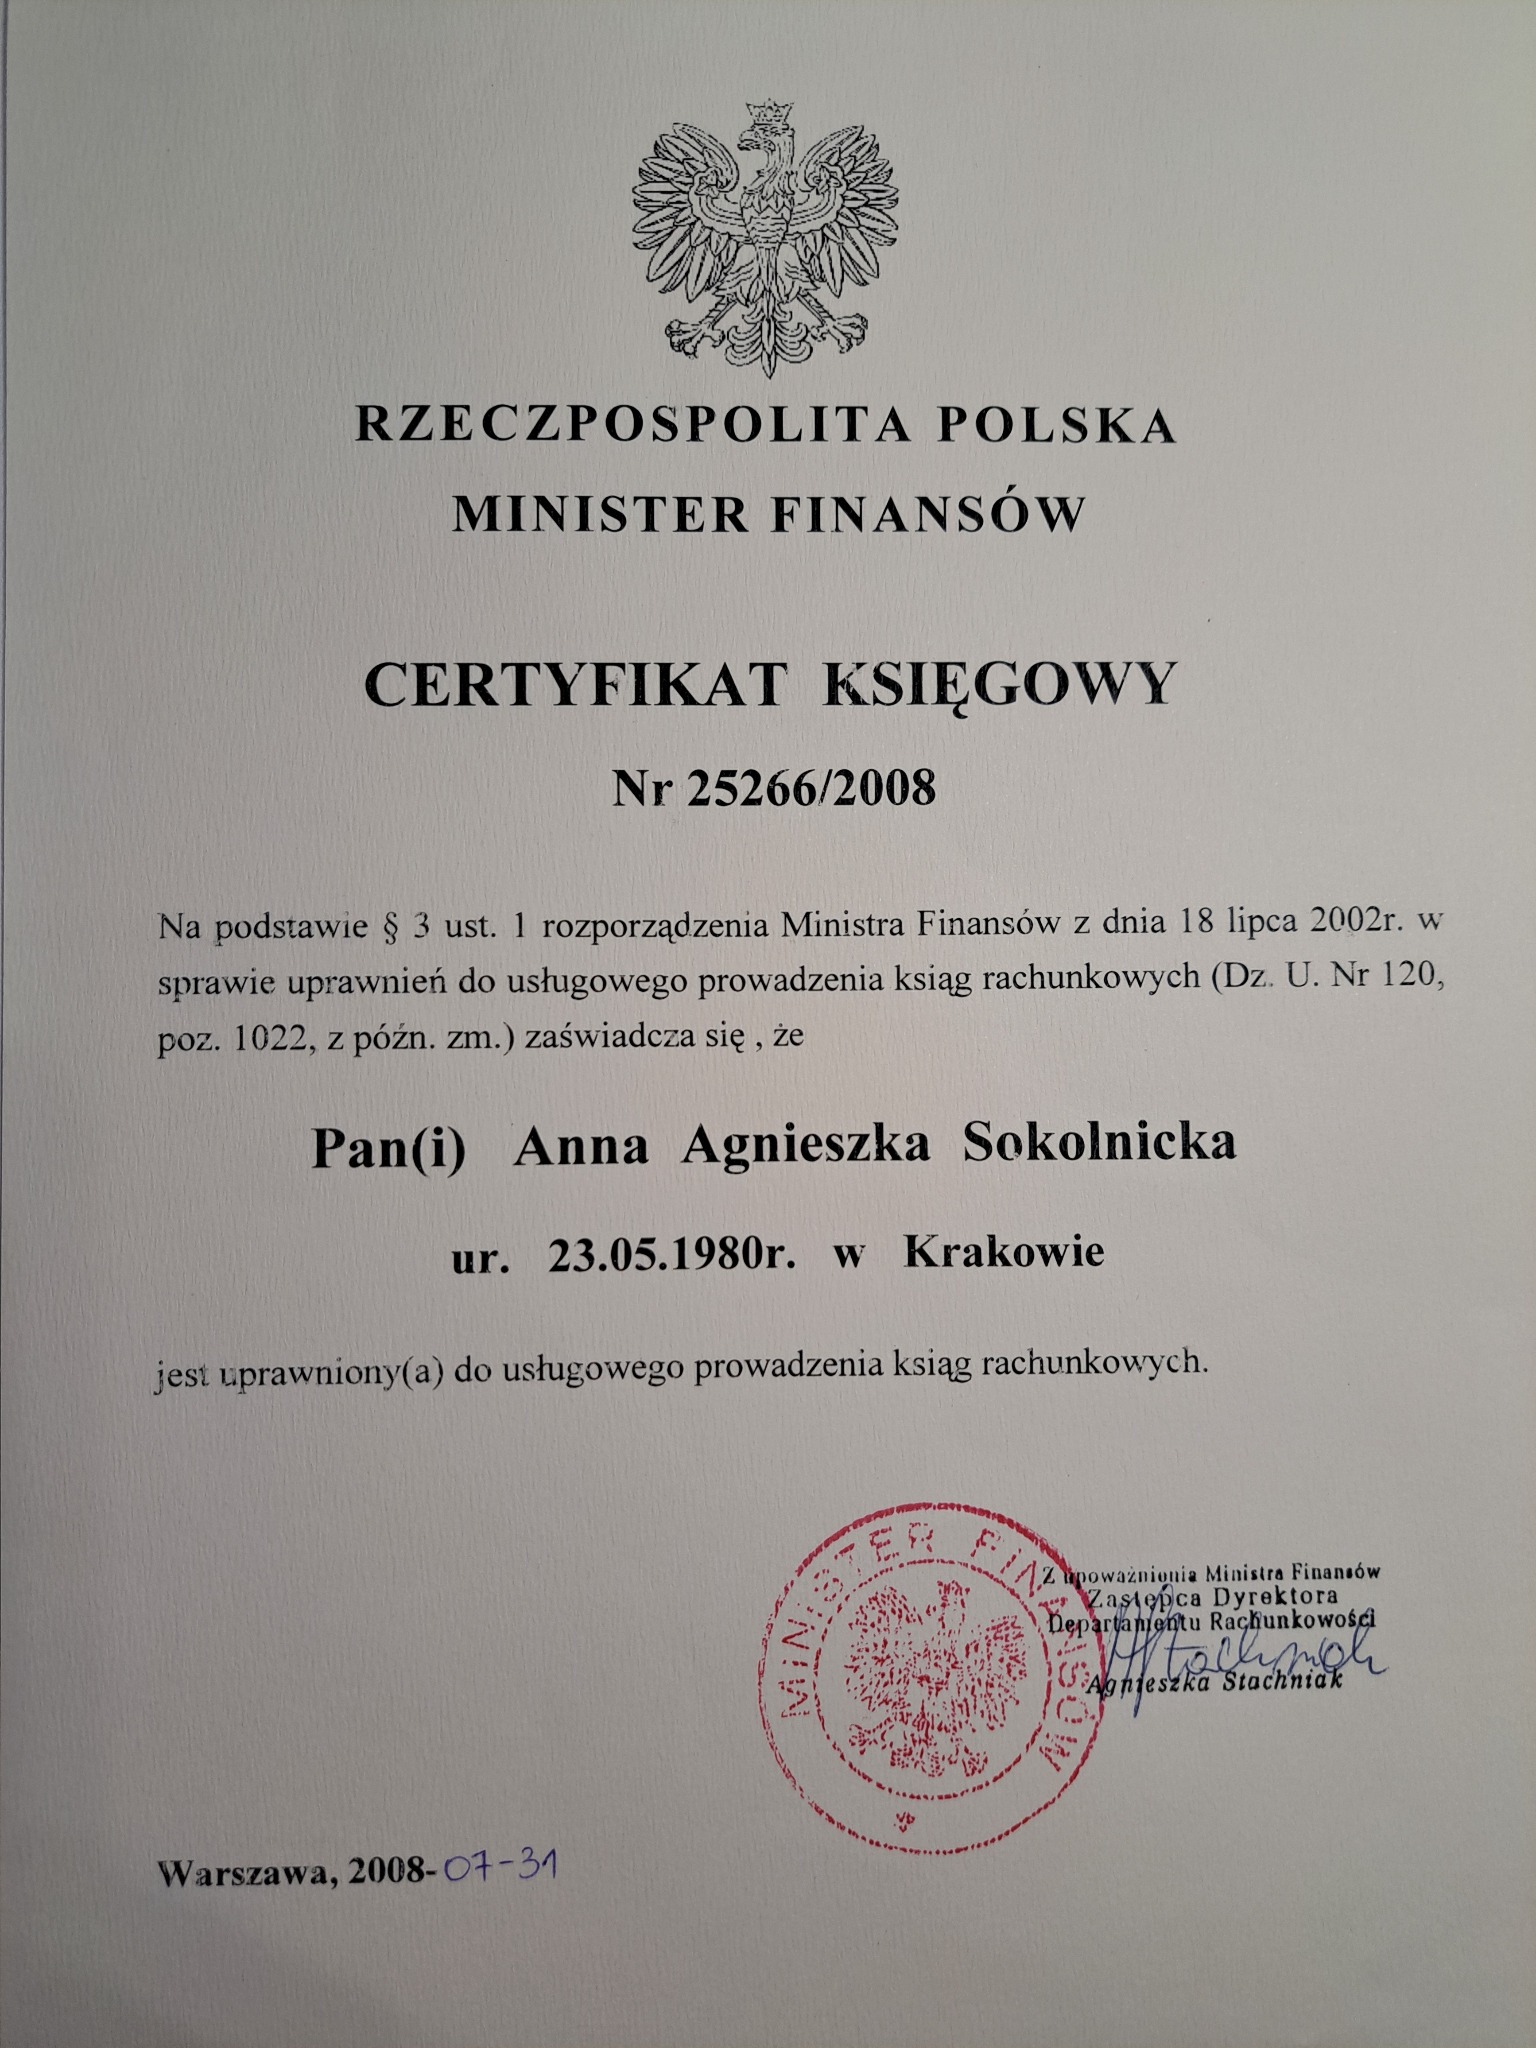 RZECZPOSPOLITA POLSKA
MINISTER FINANSÓW
CERTYFIKAT KSIĘGOWY
Nr 25266/2008
Na podstawie § 3 ust. 1 rozporządzenia Ministra Finansów z dnia 18 lipca 2002r. w
sprawie uprawnień do usługowego prowadzenia ksiąg rachunkowych (Dz. U. Nr 120,
poz. 1022, z późn. zm.) zaświadcza się , że
Pan(i) Anna Agnieszka Sokolnicka
ur. 23.05.1980r. w Krakowie
jest uprawniony(a) do usługowego prowadzenia ksiąg rachunkowych.
MINISTER FINANSÓW
Z upoważnienia Ministra Finansów
Zastępca Dyrektora
Departamentu Rachunkowości
AStachniak
Agnieszka Stachniak
Warszawa, 2008-07-31